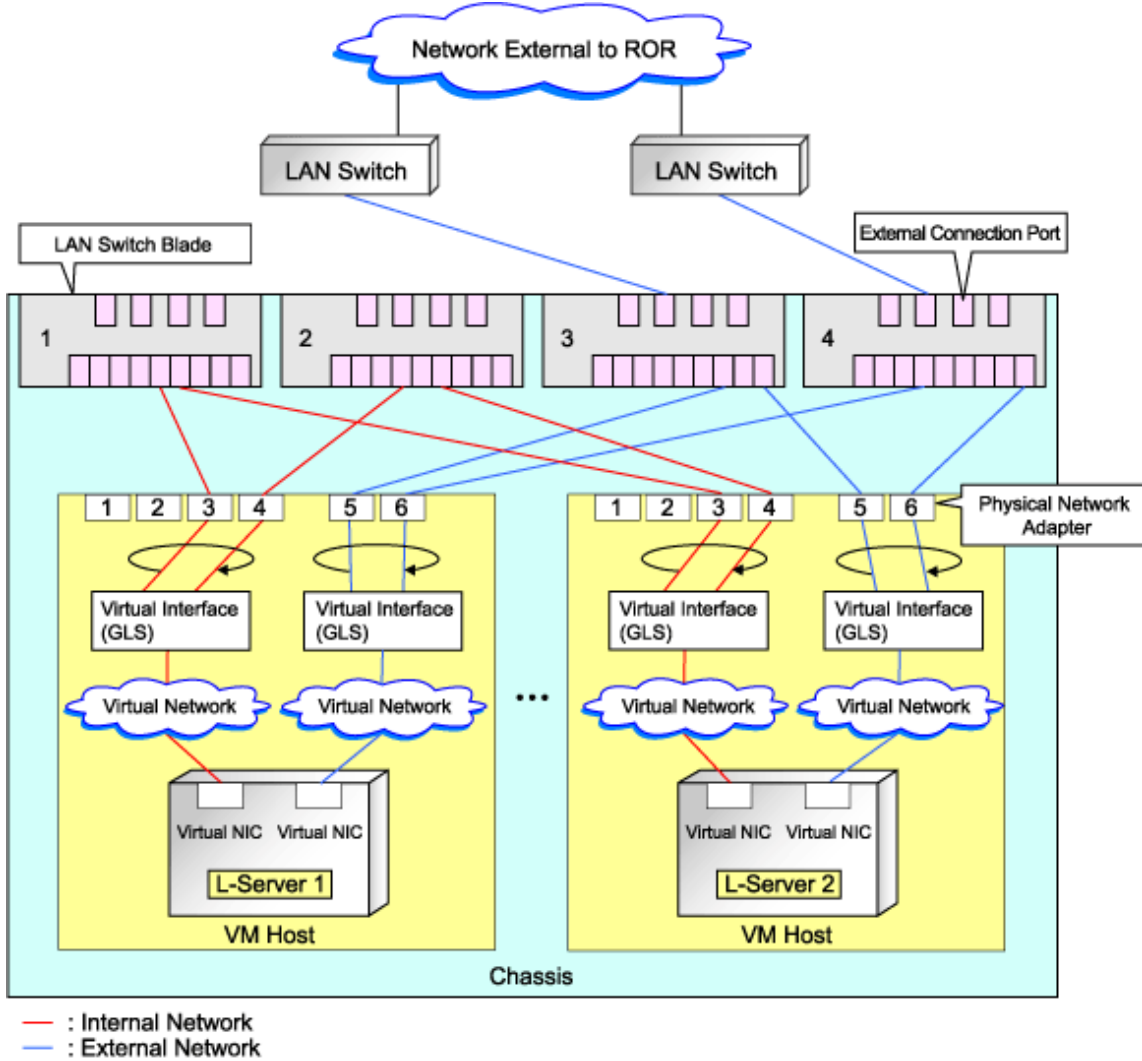 Network External to ROR
LAN Switch
LAN Switch
LAN Switch Blade
External Connection Port
1
2
3
4
1 2 3 4 5 6
1 2 3 4 5 6
Physical Network
Adapter
Virtual Interface
(GLS)
Virtual Interface
(GLS)
Virtual Interface
(GLS)
Virtual Interface
(GLS)
Virtual Network
Virtual Network
...
Virtual Network
Virtual Network
Virtual NIC
Virtual NIC
Virtual NIC
Virtual NIC
L-Server 1
L-Server 2
VM Host
VM Host
Chassis
: Internal Network
: External Network